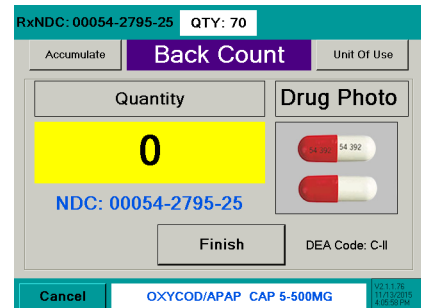 RxNDC: 00054-2795-25 QTY: 70
Accumulate Back Count Unit Of Use
Quantity Drug Photo
0
54 392 54 392
NDC: 00054-2795-25
Finish DEA Code: C-II
Cancel OXYCOD/APAP CAP 5-500MG
V2.1.1.76
11/13/2015
4:05:58 PM